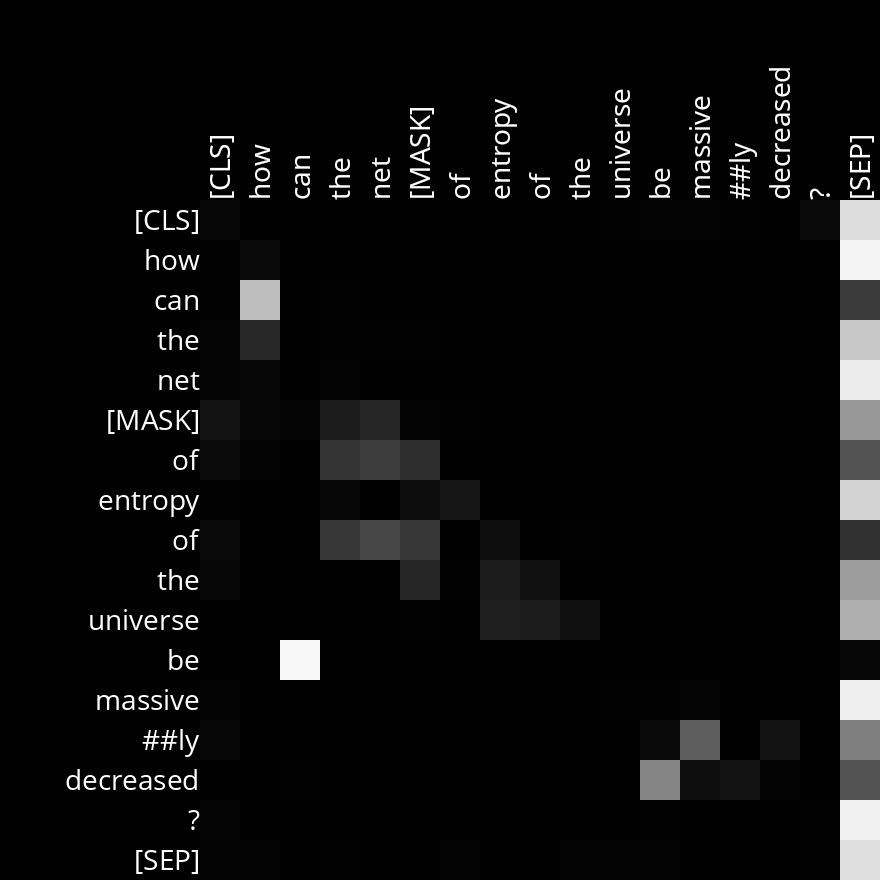 [CLS]
how
can
the
net
[MASK]
of
entropy
of
the
universe
be
massive
##ly
decreased
?
[SEP]
[CLS]
how
can
the
net
[MASK]
of
entropy
of
the
universe
be
massive
##ly
decreased
?
[SEP]